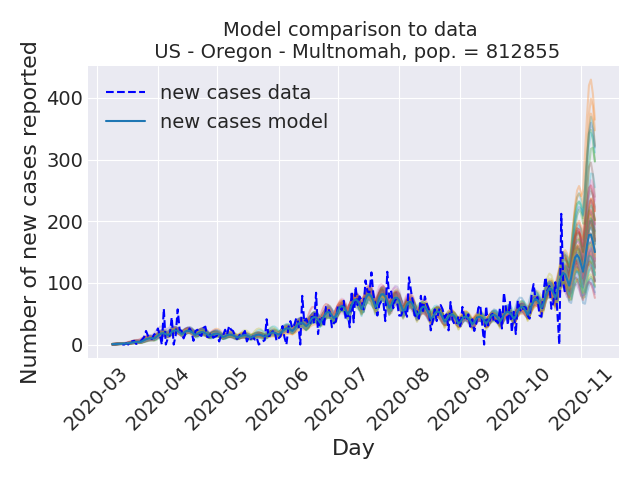 Model comparison to data
US - Oregon - Multnomah, pop. = 812855
Number of new cases reported
400
300
200
100
0
new cases data
new cases model
2020-03
2020-04
2020-05
2020-06
2020-07
2020-08
2020-09
2020-10
2020-11
Day